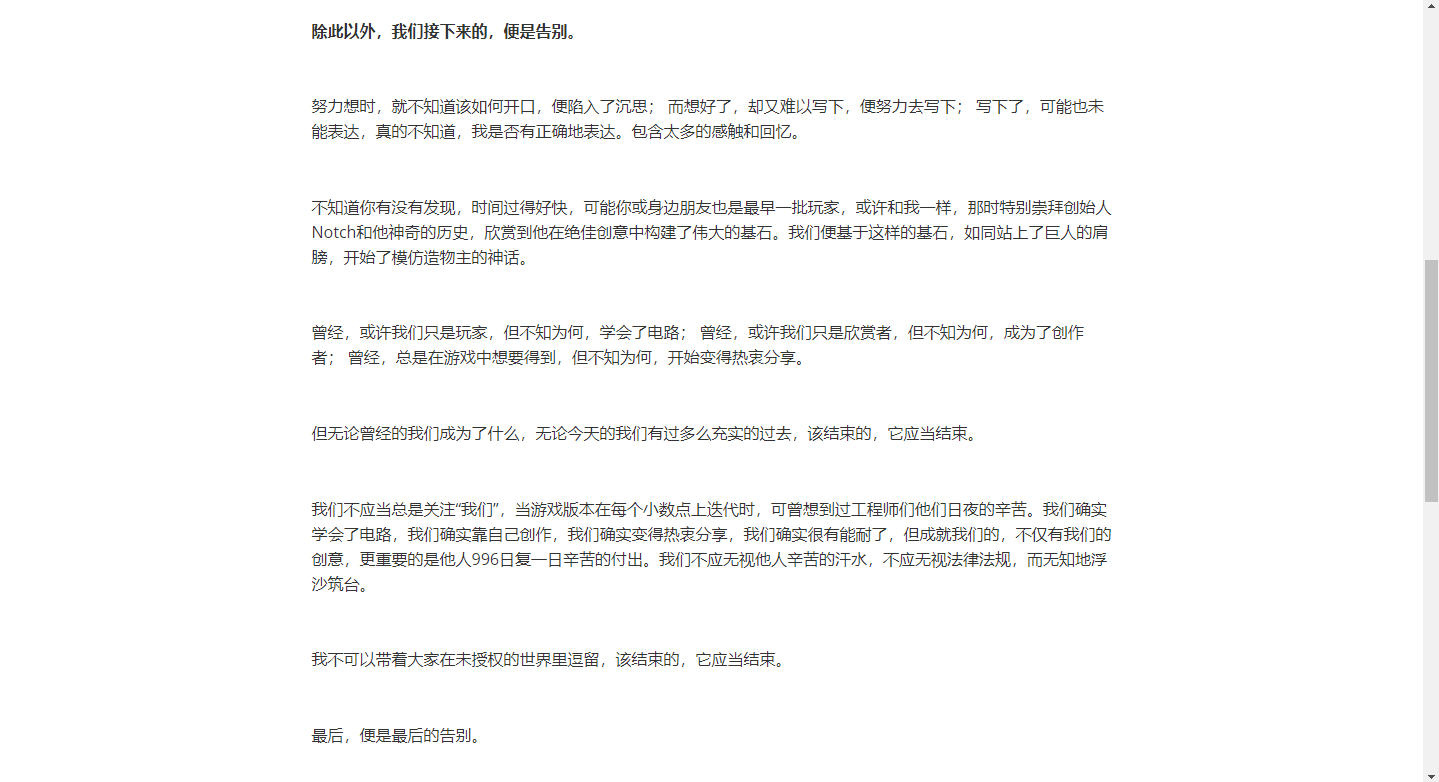 除此以外，我们接下来的，便是告别。
努力想时，就不知道该如何开口，便陷入了沉思； 而想好了，却又难以写下，便努力去写下； 写下了，可能也未
能表达，真的不知道，我是否有正确地表达。包含太多的感触和回忆。
不知道你有没有发现，时间过得好快，可能你或身边朋友也是最早一批玩家，或许和我一样，那时特别崇拜创始人
Notch和他神奇的历史，欣赏到他在绝佳创意中构建了伟大的基石。我们便基于这样的基石，如同站上了巨人的肩
膀，开始了模仿造物主的神话。
曾经，或许我们只是玩家，但不知为何，学会了电路； 曾经，或许我们只是欣赏者，但不知为何，成为了创作
者； 曾经，总是在游戏中想要得到，但不知为何，开始变得热衷分享。
但无论曾经的我们成为了什么，无论今天的我们有过多么充实的过去，该结束的，它应当结束。
我们不应当总是关注“我们”，当游戏版本在每个小数点上迭代时，可曾想到过工程师们他们日夜的辛苦。我们确实
学会了电路，我们确实靠自己创作，我们确实变得热衷分享，我们确实很有能耐了，但成就我们的，不仅有我们的
创意，更重要的是他人996日复一日辛苦的付出。我们不应无视他人辛苦的汗水，不应无视法律法规，而无知地浮
沙筑台。
我不可以带着大家在未授权的世界里逗留，该结束的，它应当结束。
最后，便是最后的告别。